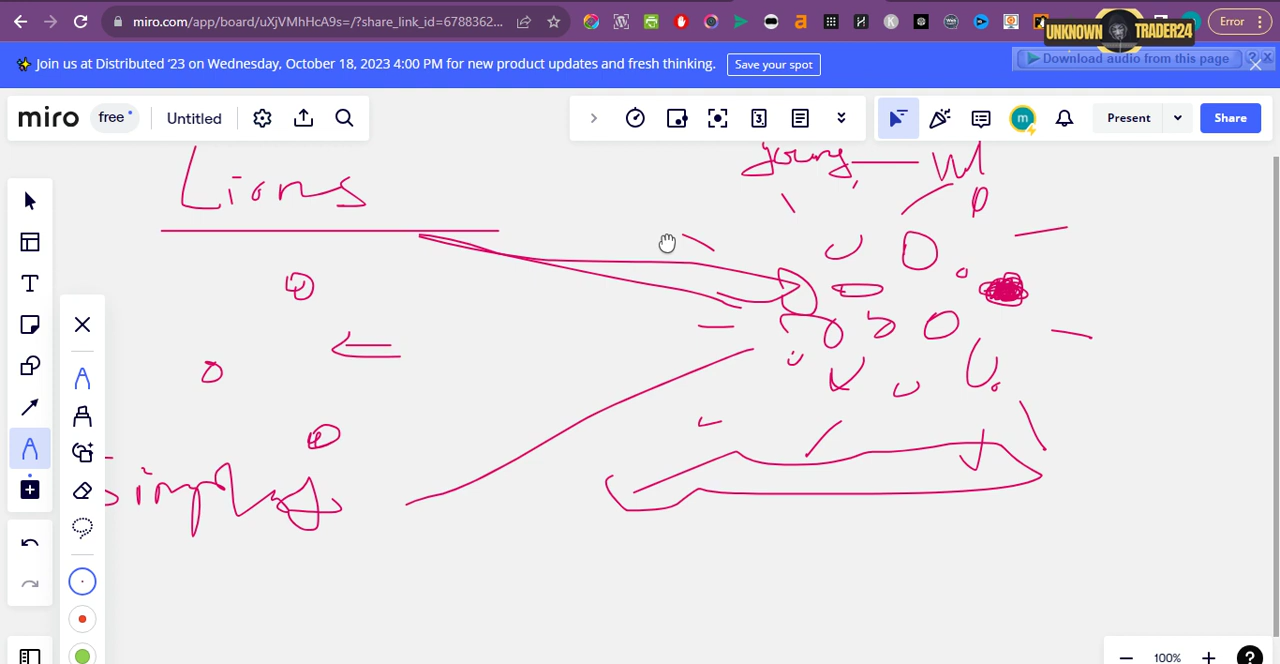 miro.com/app/board/uXjVMhHcA9s=/?share_link_id=6788362...
Error
UNKNOWN TRADER24
Join us at Distributed '23 on Wednesday, October 18, 2023 4:00 PM for new product updates and fresh thinking.
Save your spot
Download audio from this page
miro
free
Untitled
3
m
Present
Share
young
Lions
T
100%